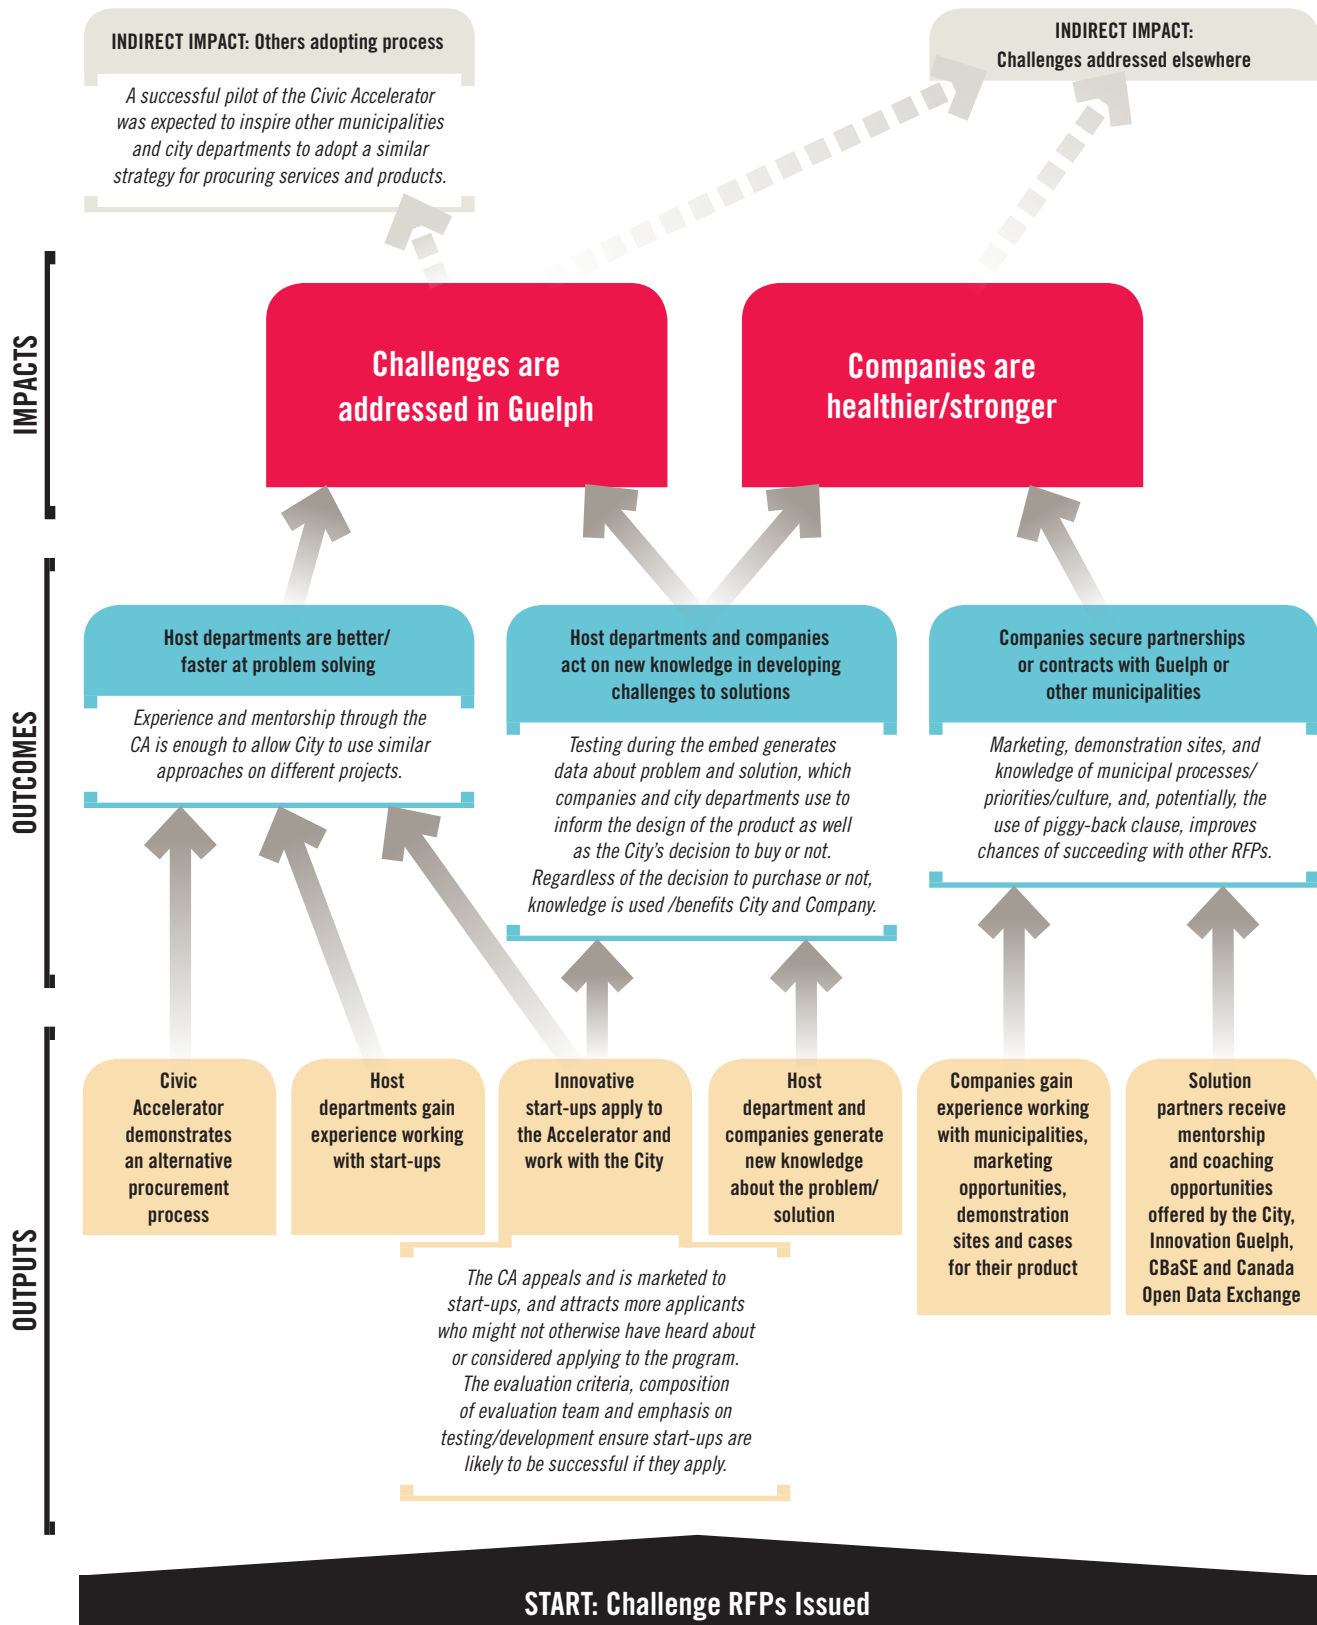 INDIRECT IMPACT: Others adopting process
A successful pilot of the Civic Accelerator
was expected to inspire other municipalities
and city departments to adopt a similar
strategy for procuring services and products.
INDIRECT IMPACT:
Challenges addressed elsewhere
IMPACTS
Challenges are
addressed in Guelph
Companies are
healthier/stronger
OUTCOMES
Host departments are better/
faster at problem solving
Experience and mentorship through the
CA is enough to allow City to use similar
approaches on different projects.
Host departments and companies
act on new knowledge in developing
challenges to solutions
Testing during the embed generates
data about problem and solution, which
companies and city departments use to
inform the design of the product as well
as the City's decision to buy or not.
Regardless of the decision to purchase or not,
knowledge is used /benefits City and Company.
Companies secure partnerships
or contracts with Guelph or
other municipalities
Marketing, demonstration sites, and
knowledge of municipal processes/
priorities/culture, and, potentially, the
use of piggy-back clause, improves
chances of succeeding with other RFPs.
OUTPUTS
Civic
Accelerator
demonstrates
an alternative
procurement
process
Host
departments gain
experience working
with start-ups
Innovative
start-ups apply to
the Accelerator and
work with the City
The CA appeals and is marketed to
start-ups, and attracts more applicants
who might not otherwise have heard about
or considered applying to the program.
The evaluation criteria, composition
of evaluation team and emphasis on
testing/development ensure start-ups are
likely to be successful if they apply.
Host
department and
companies generate
new knowledge
about the problem/
solution
Companies gain
experience working
with municipalities,
marketing
opportunities,
demonstration
sites and cases
for their product
Solution
partners receive
mentorship
and coaching
opportunities
offered by the City,
Innovation Guelph,
CBaSE and Canada
Open Data Exchange
START: Challenge RFPs Issued